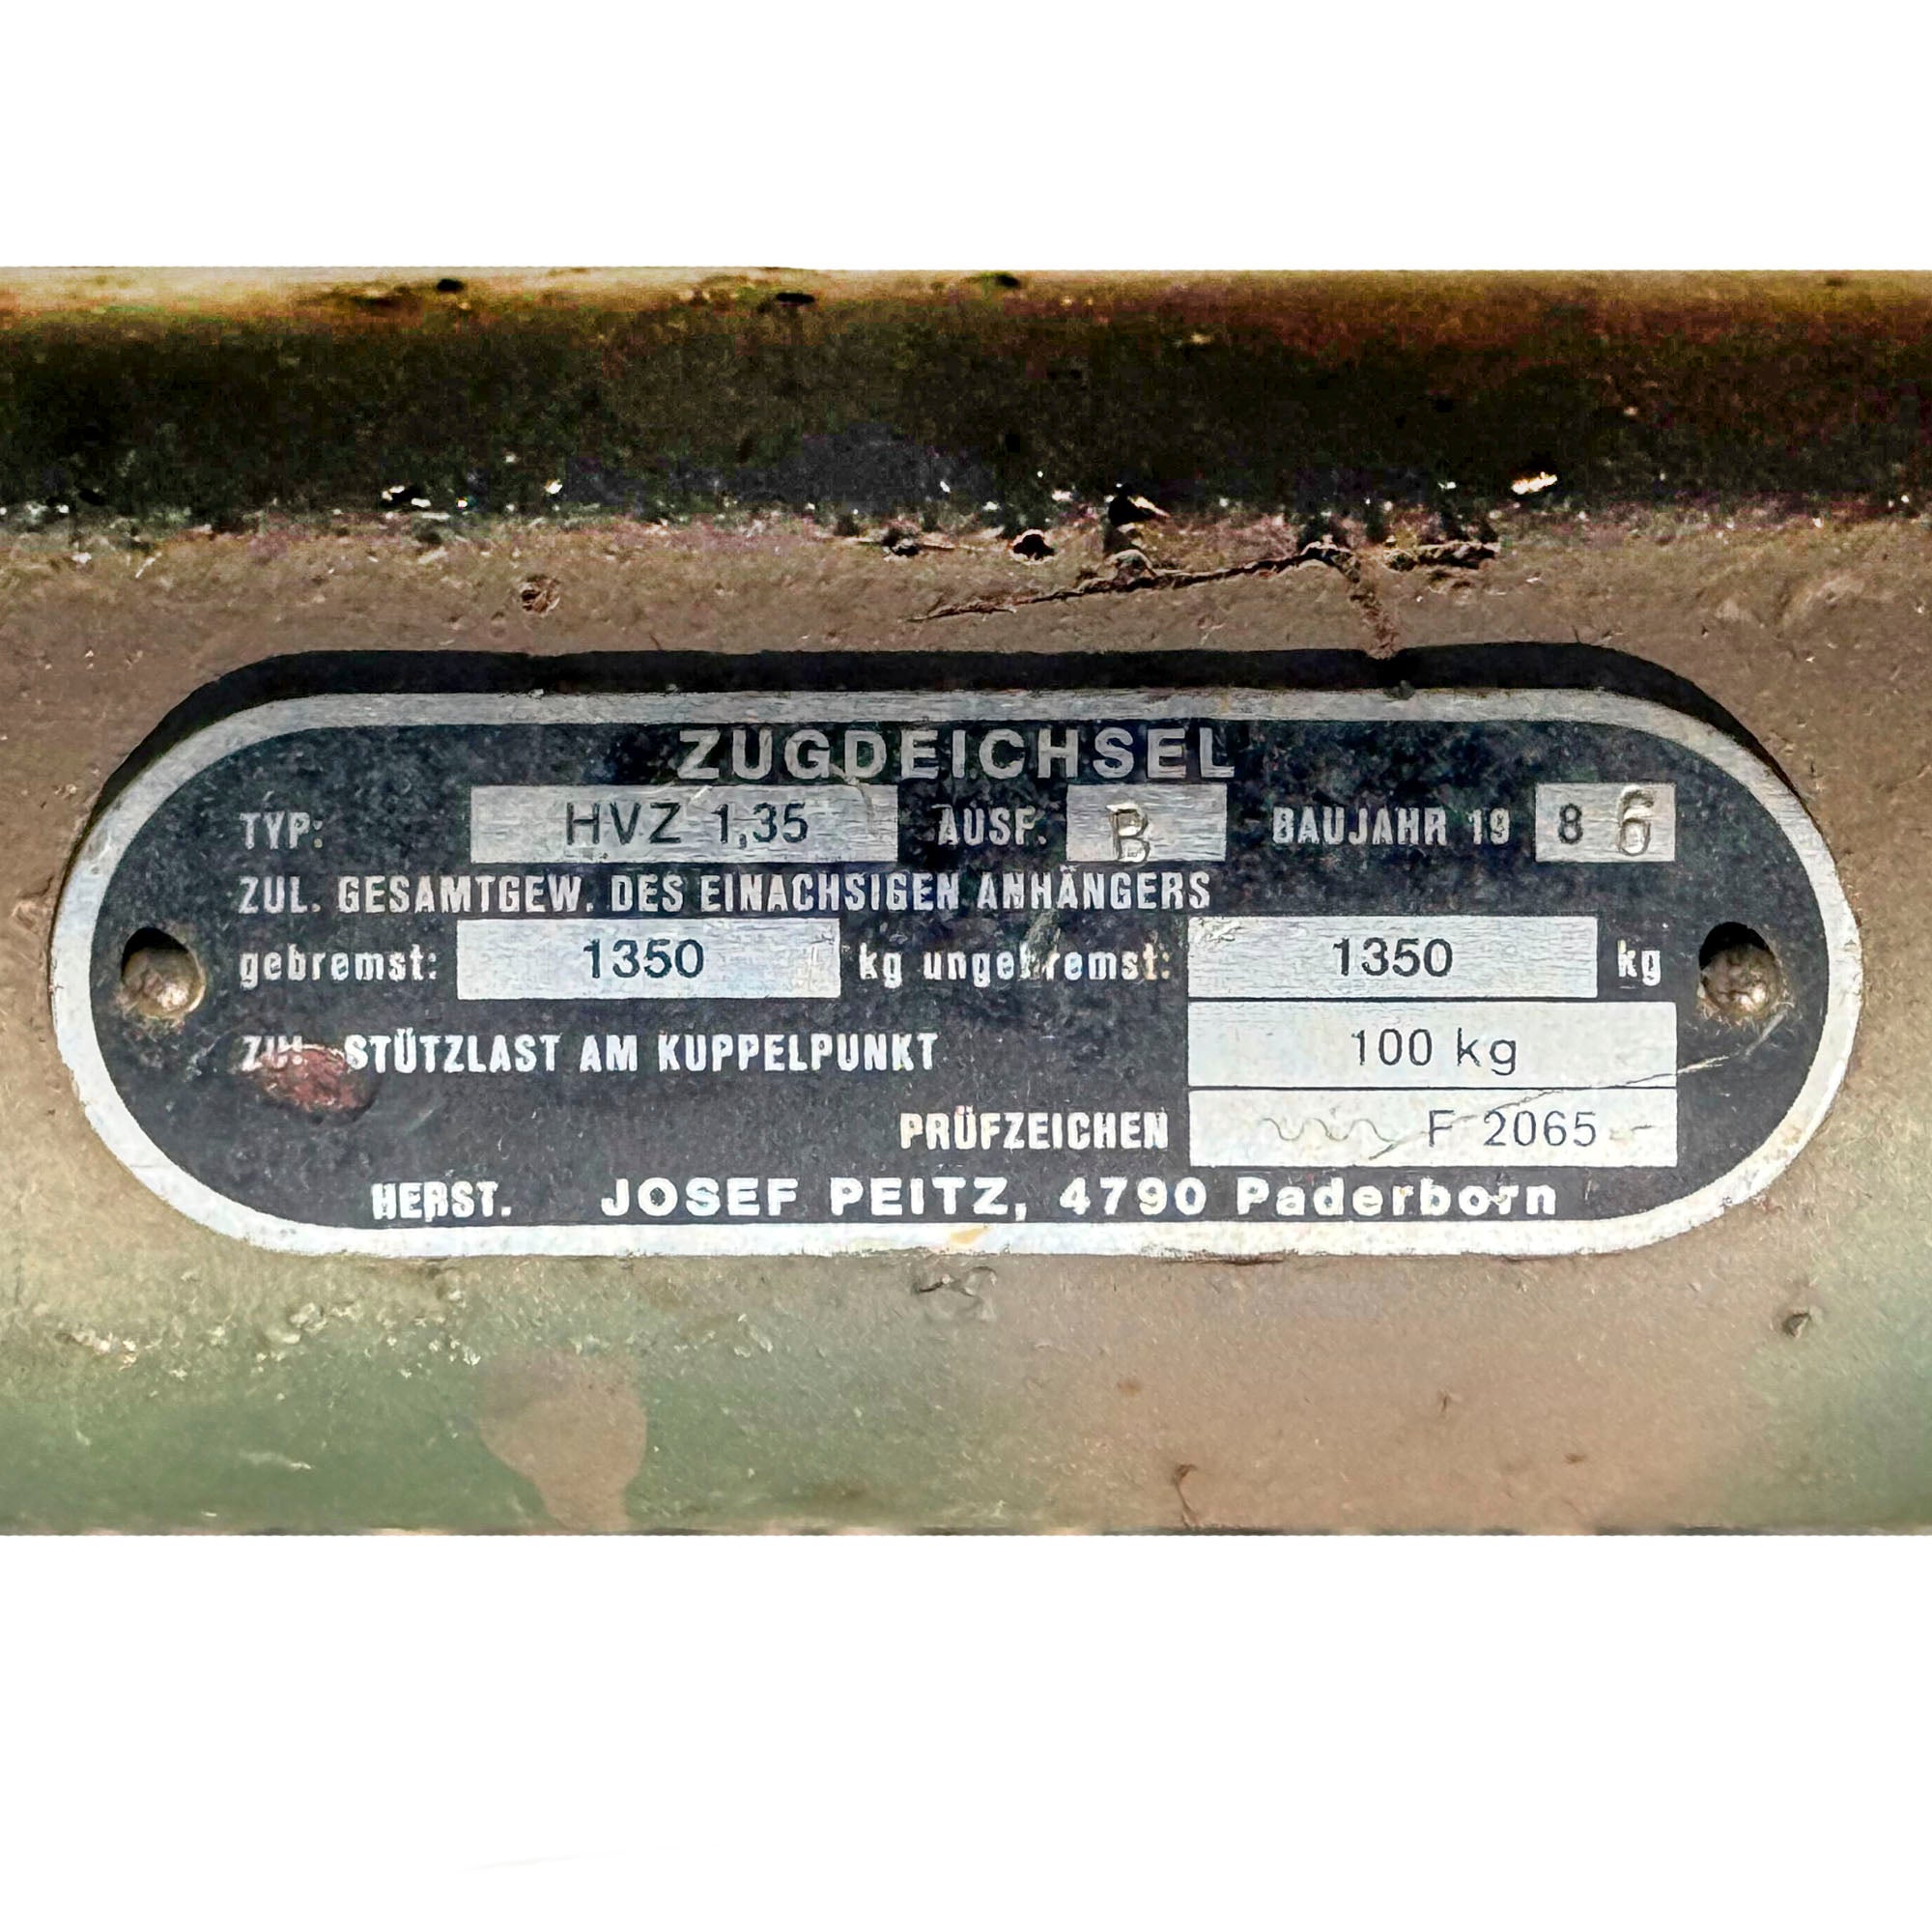 ZUGDEICHSEL
TYP: HVZ 1,35 AUSF. B BAUJAHR 19 8 6
ZUL. GESAMTGEW. DES EINACHSIGEN ANHÄNGERS
gebremst: 1350 kg ungebremst: 1350 kg
ZUL. STÜTZLAST AM KUPPELPUNKT 100 kg
PRÜFZEICHEN F 2065
HERST. JOSEF PEITZ, 4790 Paderborn